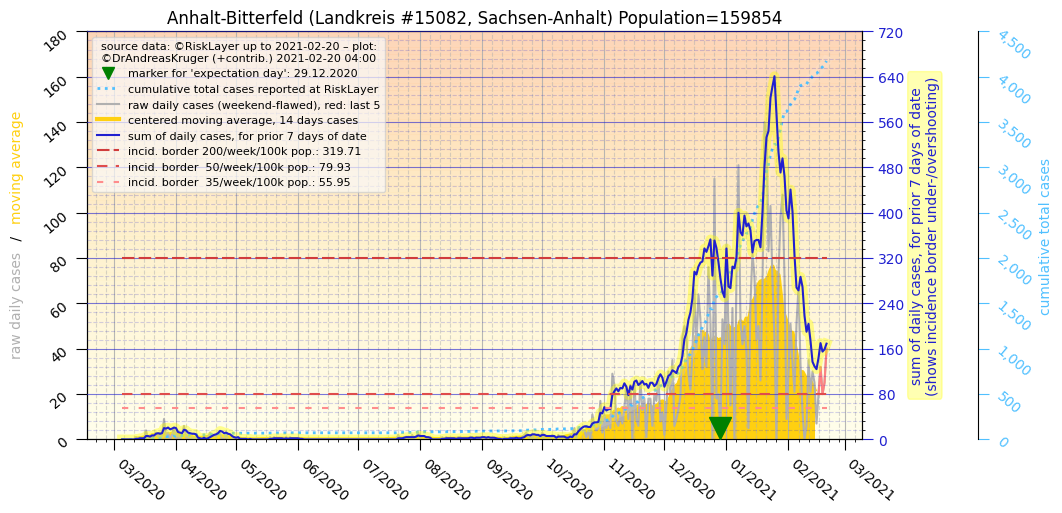 Anhalt-Bitterfeld (Landkreis #15082, Sachsen-Anhalt) Population=159854
source data: ©RiskLayer up to 2021-02-20 – plot:
©DrAndreasKruger (+contrib.) 2021-02-20 04:00
marker for 'expectation day': 29.12.2020
cumulative total cases reported at RiskLayer
raw daily cases (weekend-flawed), red: last 5
centered moving average, 14 days cases
sum of daily cases, for prior 7 days of date
incid. border 200/week/100k pop.: 319.71
incid. border 50/week/100k pop.: 79.93
incid. border 35/week/100k pop.: 55.95
raw daily cases / moving average
180
160
140
120
100
80
60
40
20
0
03/2020
04/2020
05/2020
06/2020
07/2020
08/2020
09/2020
10/2020
11/2020
12/2020
01/2021
02/2021
03/2021
720
640
560
480
400
320
240
160
80
0
sum of daily cases, for prior 7 days of date
(shows incidence border under-/overshooting)
4,500
4,000
3,500
3,000
2,500
2,000
1,500
1,000
500
0
cumulative total cases